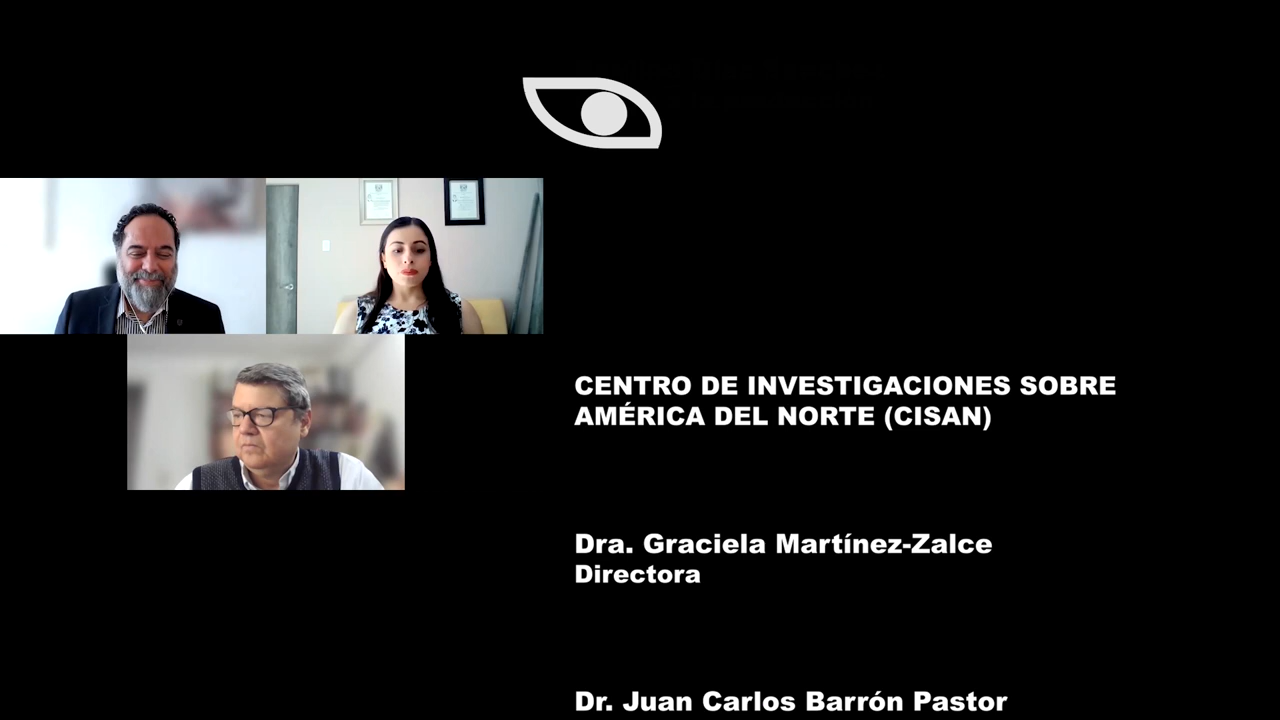 CENTRO DE INVESTIGACIONES SOBRE
AMÉRICA DEL NORTE (CISAN)
Dra. Graciela Martínez-Zalce
Directora
Dr. Juan Carlos Barrón Pastor